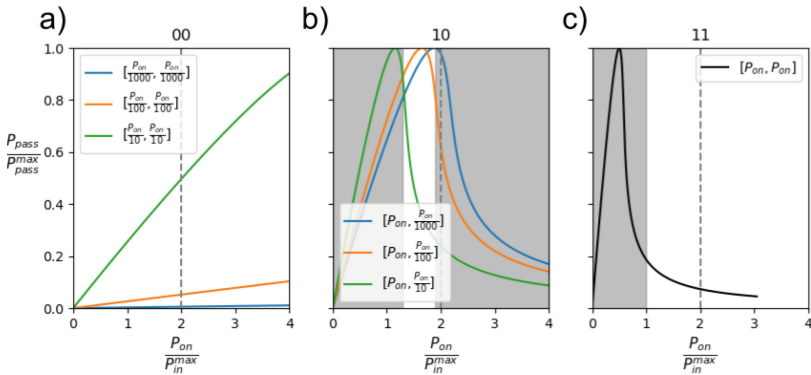 a)
00
1.0
0.8
0.6
0.4
0.2
0.0
P_pass / P_pass^max
[P_on/1000, P_on/1000]
[P_on/100, P_on/100]
[P_on/10, P_on/10]
0 1 2 3 4
P_on / P_in^max
b)
10
[P_on, P_on/1000]
[P_on, P_on/100]
[P_on, P_on/10]
0 1 2 3 4
P_on / P_in^max
c)
11
[P_on, P_on]
0 1 2 3 4
P_on / P_in^max